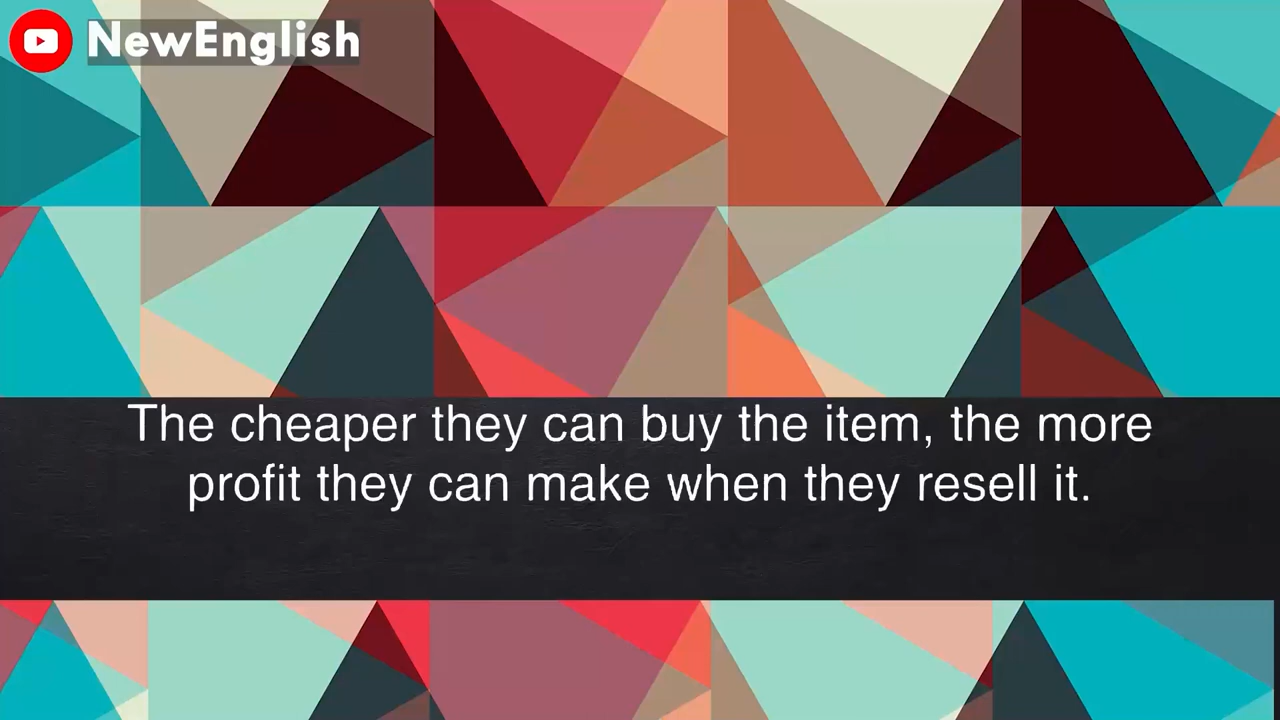 NewEnglish
The cheaper they can buy the item, the more
profit they can make when they resell it.